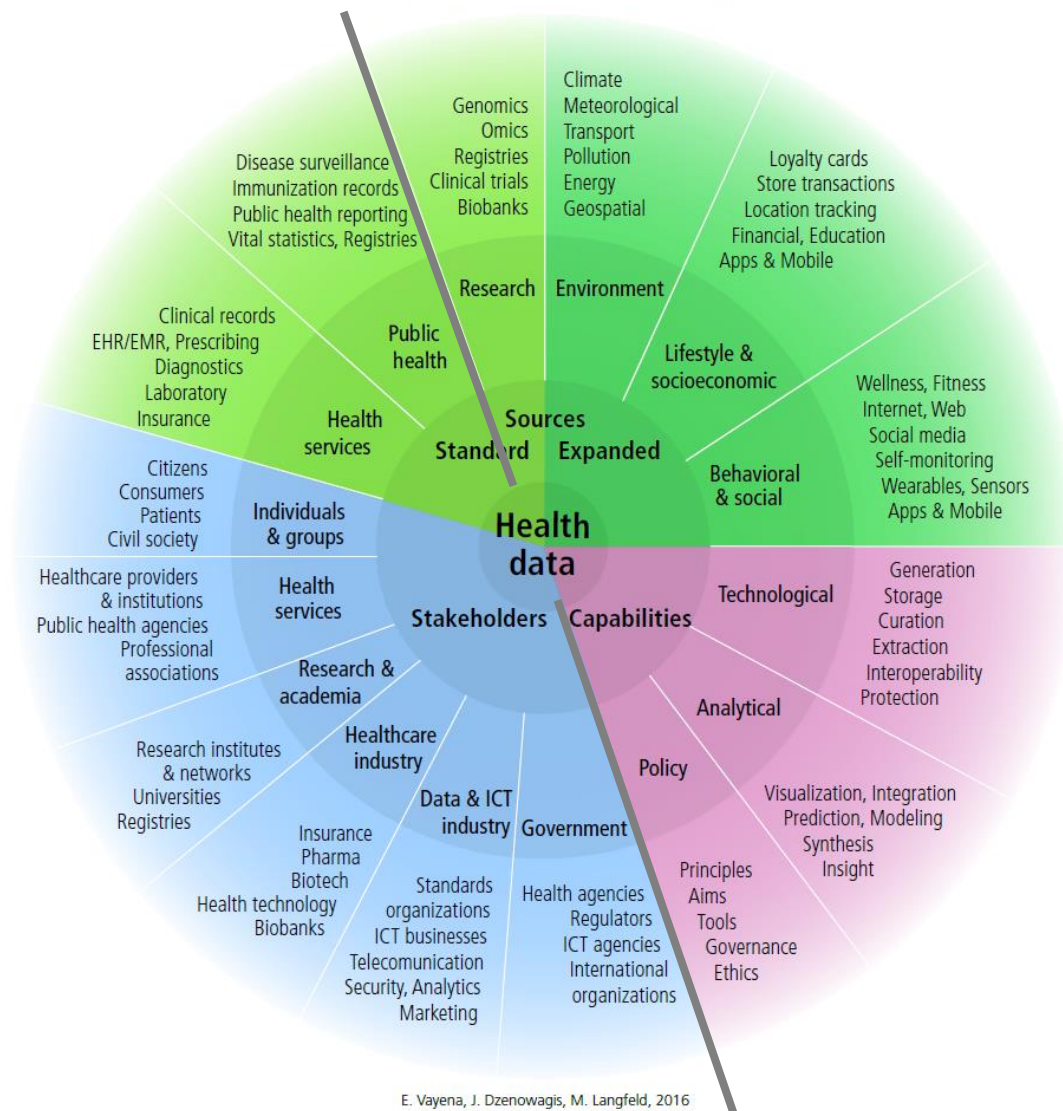 Health
data
Sources
Standard
Expanded
Research
Genomics
Omics
Registries
Clinical trials
Biobanks
Public
health
Disease surveillance
Immunization records
Public health reporting
Vital statistics, Registries
Health
services
Clinical records
EHR/EMR, Prescribing
Diagnostics
Laboratory
Insurance
Environment
Climate
Meteorological
Transport
Pollution
Energy
Geospatial
Lifestyle &
socioeconomic
Loyalty cards
Store transactions
Location tracking
Financial, Education
Apps & Mobile
Behavioral
& social
Wellness, Fitness
Internet, Web
Social media
Self-monitoring
Wearables, Sensors
Apps & Mobile
Capabilities
Technological
Generation
Storage
Curation
Extraction
Interoperability
Protection
Analytical
Visualization, Integration
Prediction, Modeling
Synthesis
Insight
Policy
Principles
Aims
Tools
Governance
Ethics
Stakeholders
Individuals
& groups
Citizens
Consumers
Patients
Civil society
Health
services
Healthcare providers
& institutions
Public health agencies
Professional
associations
Research &
academia
Research institutes
& networks
Universities
Registries
Healthcare
industry
Insurance
Pharma
Biotech
Health technology
Biobanks
Data & ICT
industry
Standards
organizations
ICT businesses
Telecomunication
Security, Analytics
Marketing
Government
Health agencies
Regulators
ICT agencies
International
organizations
E. Vayena, J. Dzenowagis, M. Langfeld, 2016